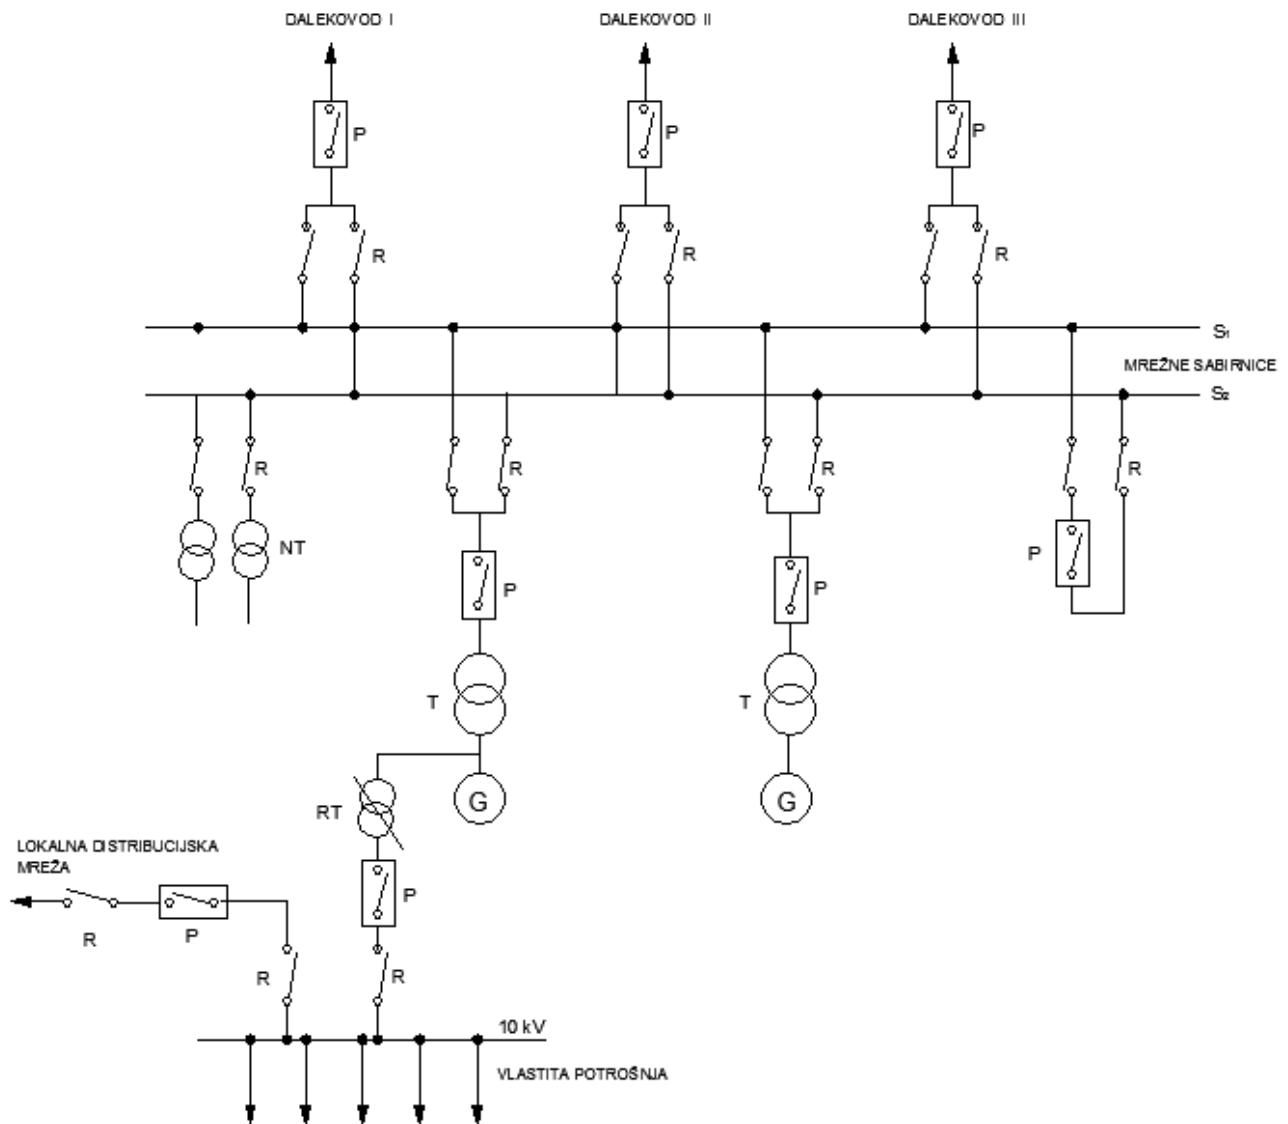 DALEKOVOD I
DALEKOVOD II
DALEKOVOD III
P
P
P
R
R
R
S₁
MREŽNE SABIRNICE
S₂
R
R
R
R
NT
P
P
P
T
T
RT
G
G
LOKALNA DISTRIBUCIJSKA
MREŽA
P
R
P
R
R
10 kV
VLASTITA POTROŠNJA